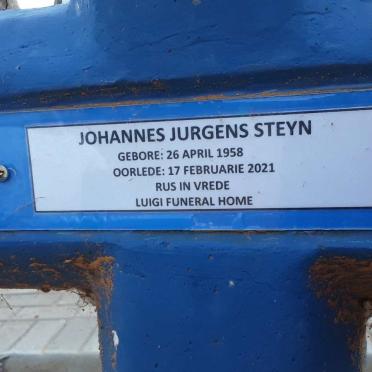 JOHANNES JURGENS STEYN
GEBORE: 26 APRIL 1958
OORLEDE: 17 FEBRUARIE 2021
RUS IN VREDE
LUIGI FUNERAL HOME